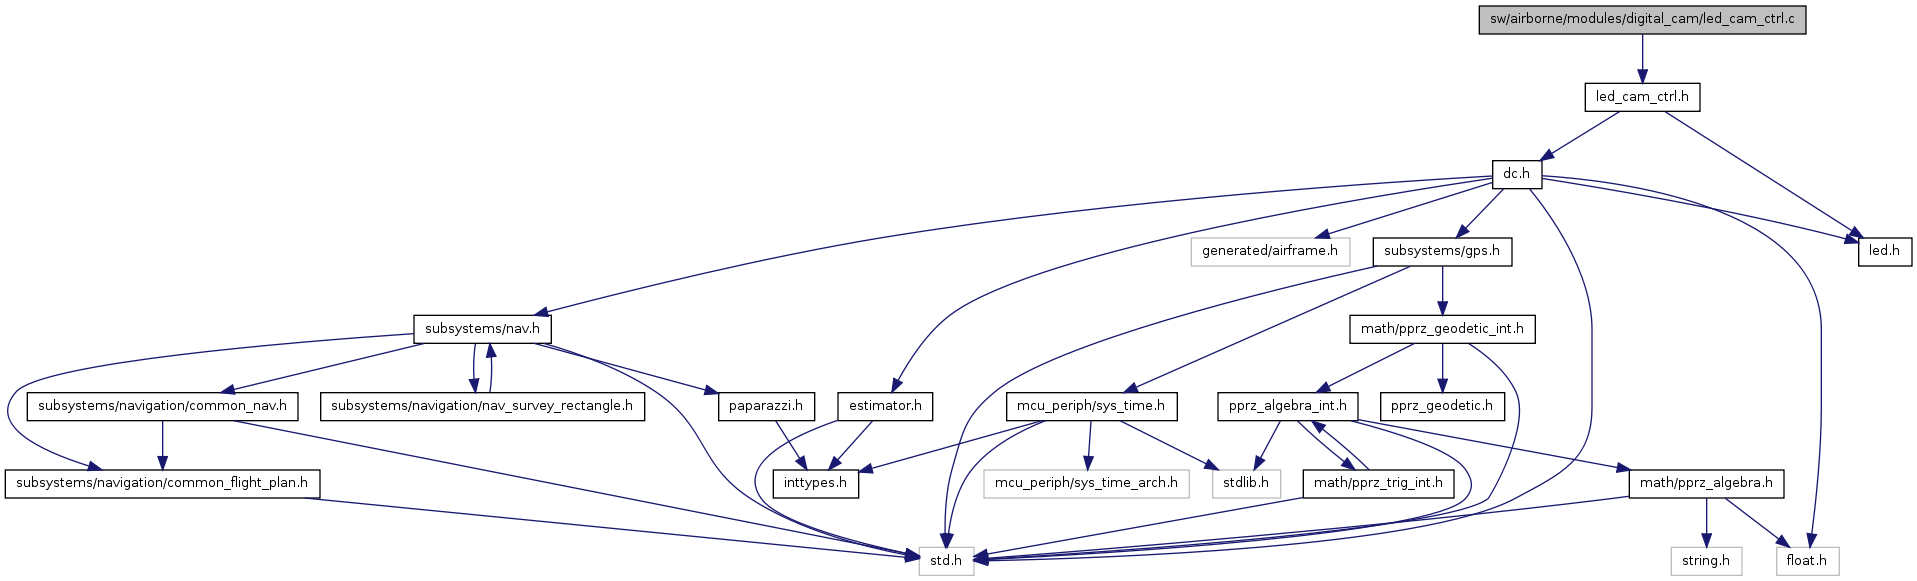 sw/airborne/modules/digital_cam/led_cam_ctrl.c
led_cam_ctrl.h
dc.h
generated/airframe.h
subsystems/gps.h
led.h
subsystems/nav.h
math/pprz_geodetic_int.h
subsystems/navigation/common_nav.h
subsystems/navigation/nav_survey_rectangle.h
paparazzi.h
estimator.h
mcu_periph/sys_time.h
pprz_algebra_int.h
pprz_geodetic.h
subsystems/navigation/common_flight_plan.h
inttypes.h
mcu_periph/sys_time_arch.h
stdlib.h
math/pprz_trig_int.h
math/pprz_algebra.h
std.h
string.h
float.h